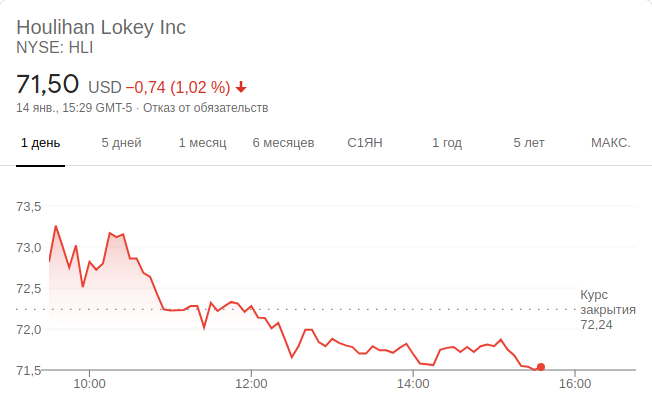 Houlihan Lokey Inc
NYSE: HLI
71,50 USD −0,74 (1,02 %)
14 янв., 15:29 GMT-5 · Отказ от обязательств
1 день 5 дней 1 месяц 6 месяцев С1ЯН 1 год 5 лет МАКС.
73,5
73,0
72,5
72,0
71,5
Курс
закрытия
72,24
10:00 12:00 14:00 16:00